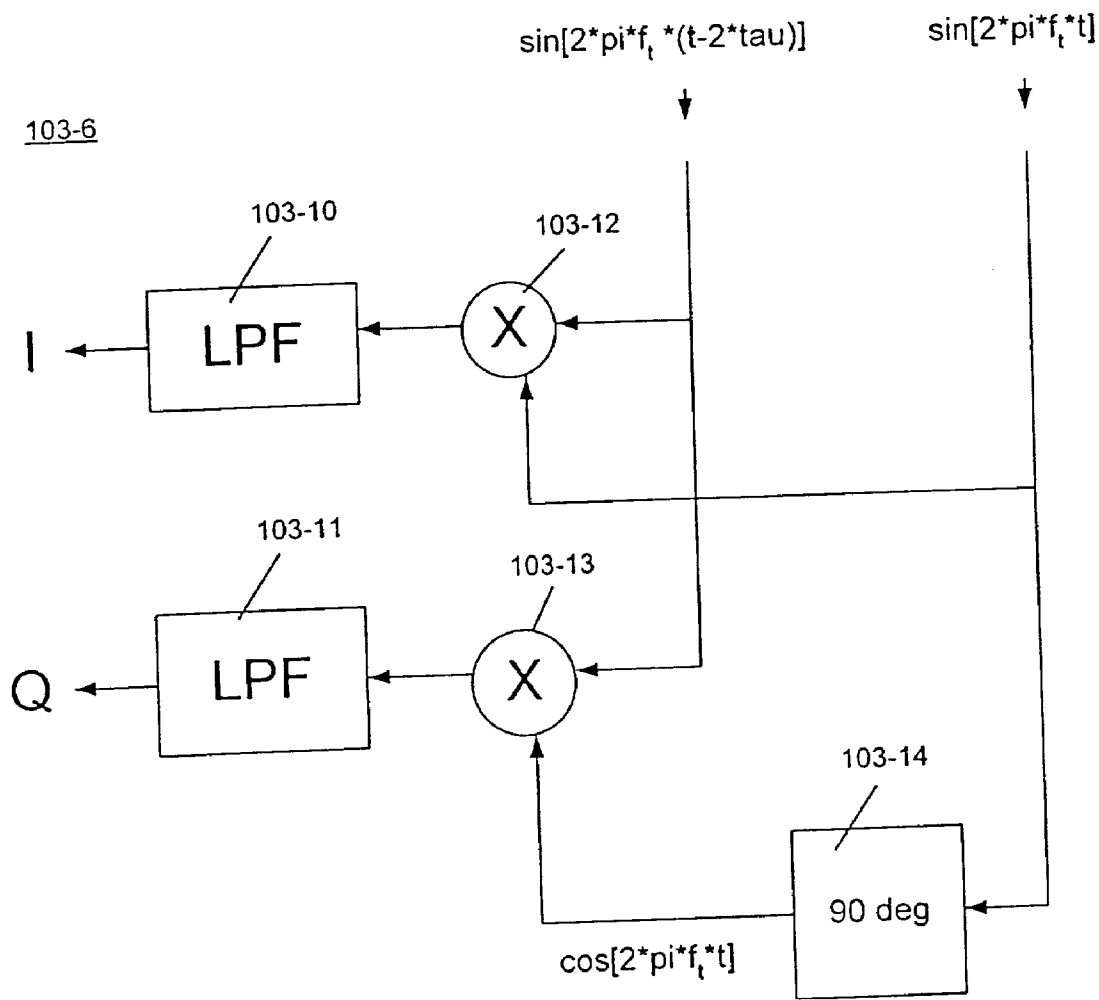 sin[2*pi*fₜ *(t-2*tau)]
sin[2*pi*fₜ*t]
103-6
103-10
103-12
LPF
X
I
103-11
103-13
LPF
X
Q
103-14
90 deg
cos[2*pi*fₜ*t]